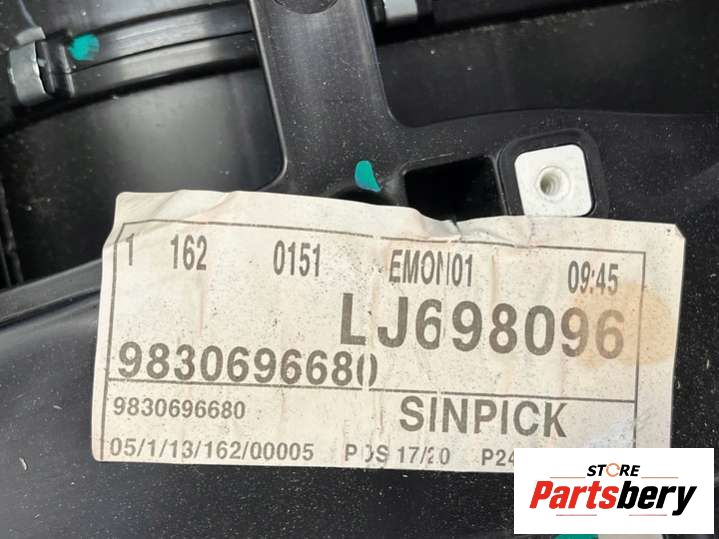 1 162 0151 EMON01 09:45
LJ698096
9830696680
9830696680 SINPICK
05/1/13/162/00005 POS 17/20 P24
STORE
Partsbery